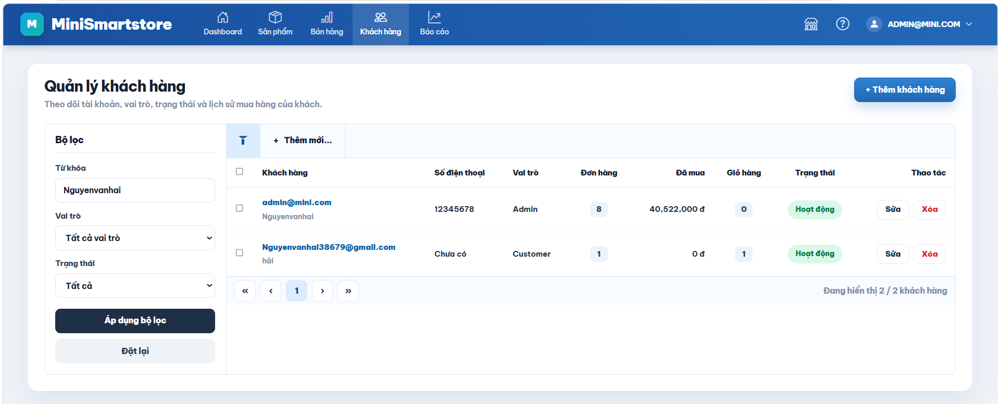 M MiniSmartstore
Dashboard Sản phẩm Bán hàng Khách hàng Báo cáo
ADMIN@MINI.COM
Quản lý khách hàng
Theo dõi tài khoản, vai trò, trạng thái và lịch sử mua hàng của khách.
+ Thêm khách hàng
Bộ lọc
Từ khóa
Nguyenvanhai
Vai trò
Tất cả vai trò
Trạng thái
Tất cả
Áp dụng bộ lọc
Đặt lại
+ Thêm mới...
Khách hàng Số điện thoại Vai trò Đơn hàng Đã mua Giỏ hàng Trạng thái Thao tác
admin@mini.com 12345678 Admin 8 40,522,000 đ 0 Hoạt động Sửa Xóa
Nguyenvanhai
Nguyenvanhai38679@gmail.com Chưa có Customer 1 0 đ 1 Hoạt động Sửa Xóa
hải
« ‹ 1 › » Đang hiển thị 2 / 2 khách hàng